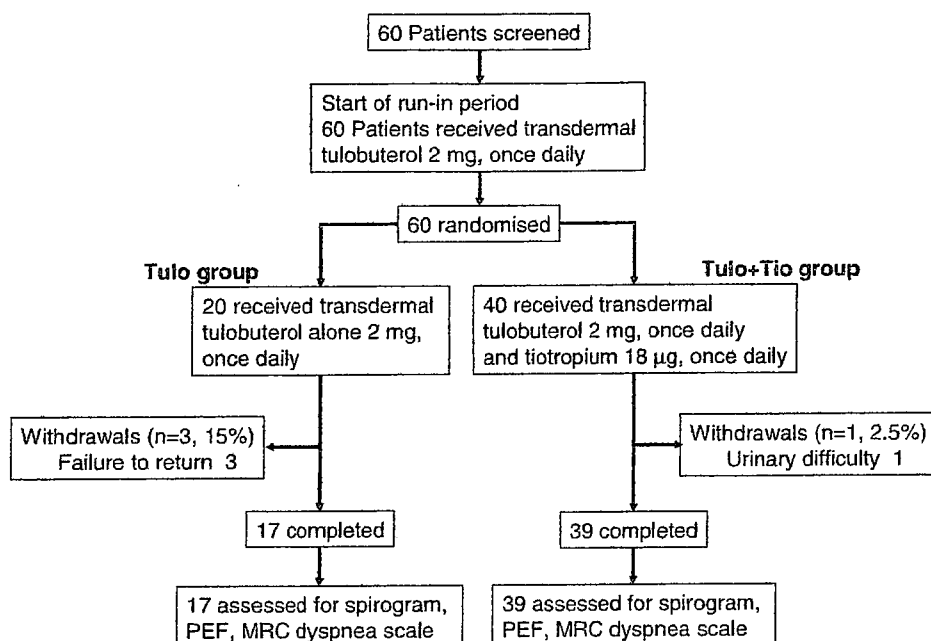 60 Patients screened
Start of run-in period
60 Patients received transdermal
tulobuterol 2 mg, once daily
60 randomised
Tulo group
20 received transdermal
tulobuterol alone 2 mg,
once daily
Tulo+Tio group
40 received transdermal
tulobuterol 2 mg, once daily
and tiotropium 18 µg, once daily
Withdrawals (n=3, 15%)
Failure to return 3
Withdrawals (n=1, 2.5%)
Urinary difficulty 1
17 completed
39 completed
17 assessed for spirogram,
PEF, MRC dyspnea scale
39 assessed for spirogram,
PEF, MRC dyspnea scale